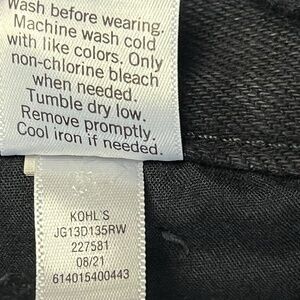 Wash before wearing.
Machine wash cold
with like colors. Only
non-chlorine bleach
when needed.
Tumble dry low.
Remove promptly.
Cool iron if needed.
KOHL'S
JG13D135RW
227581
08/21
614015400443